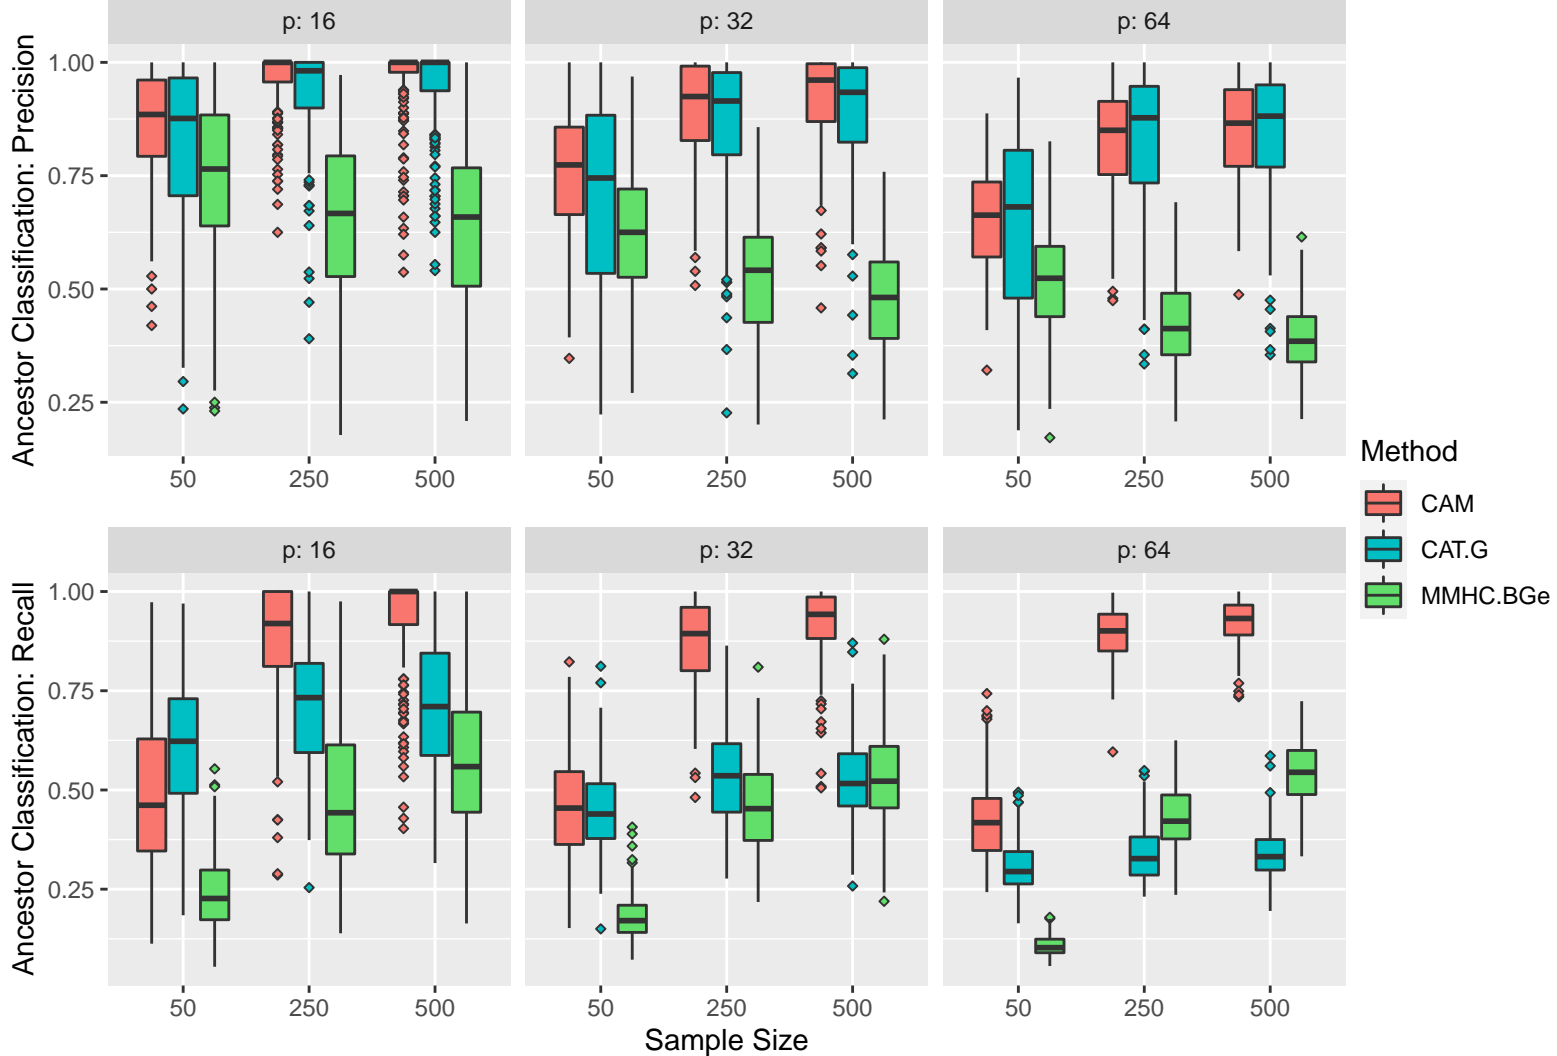 p: 16 p: 32 p: 64
Ancestor Classification: Precision
1.00
0.75
0.50
0.25
50 250 500 50 250 500 50 250 500
p: 16 p: 32 p: 64
Ancestor Classification: Recall
1.00
0.75
0.50
0.25
50 250 500 50 250 500 50 250 500
Sample Size
Method
CAM
CAT.G
MMHC.BGe